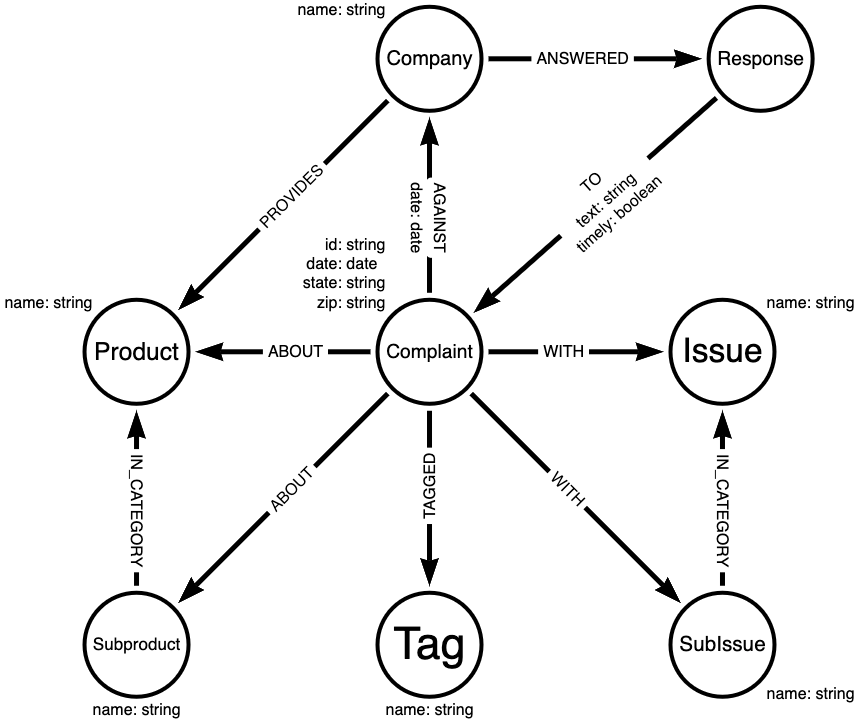 name: string
Company
ANSWERED
Response
PROVIDES
AGAINST
date: date
TO
text: string
timely: boolean
id: string
date: date
state: string
zip: string
name: string
name: string
Product
ABOUT
Complaint
WITH
Issue
IN_CATEGORY
ABOUT
TAGGED
WITH
IN_CATEGORY
Subproduct
Tag
SubIssue
name: string
name: string
name: string